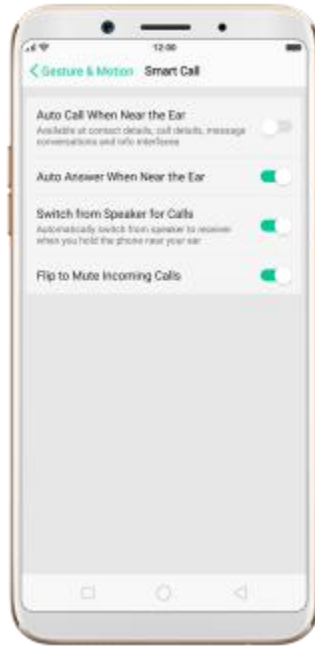 12:00
Gesture & Motion Smart Call
Auto Call When Near the Ear
Available at contact details, call details, message
conversations and info interfaces
Auto Answer When Near the Ear
Switch from Speaker for Calls
Automatically switch from speaker to receiver
when you hold the phone near your ear
Flip to Mute Incoming Calls